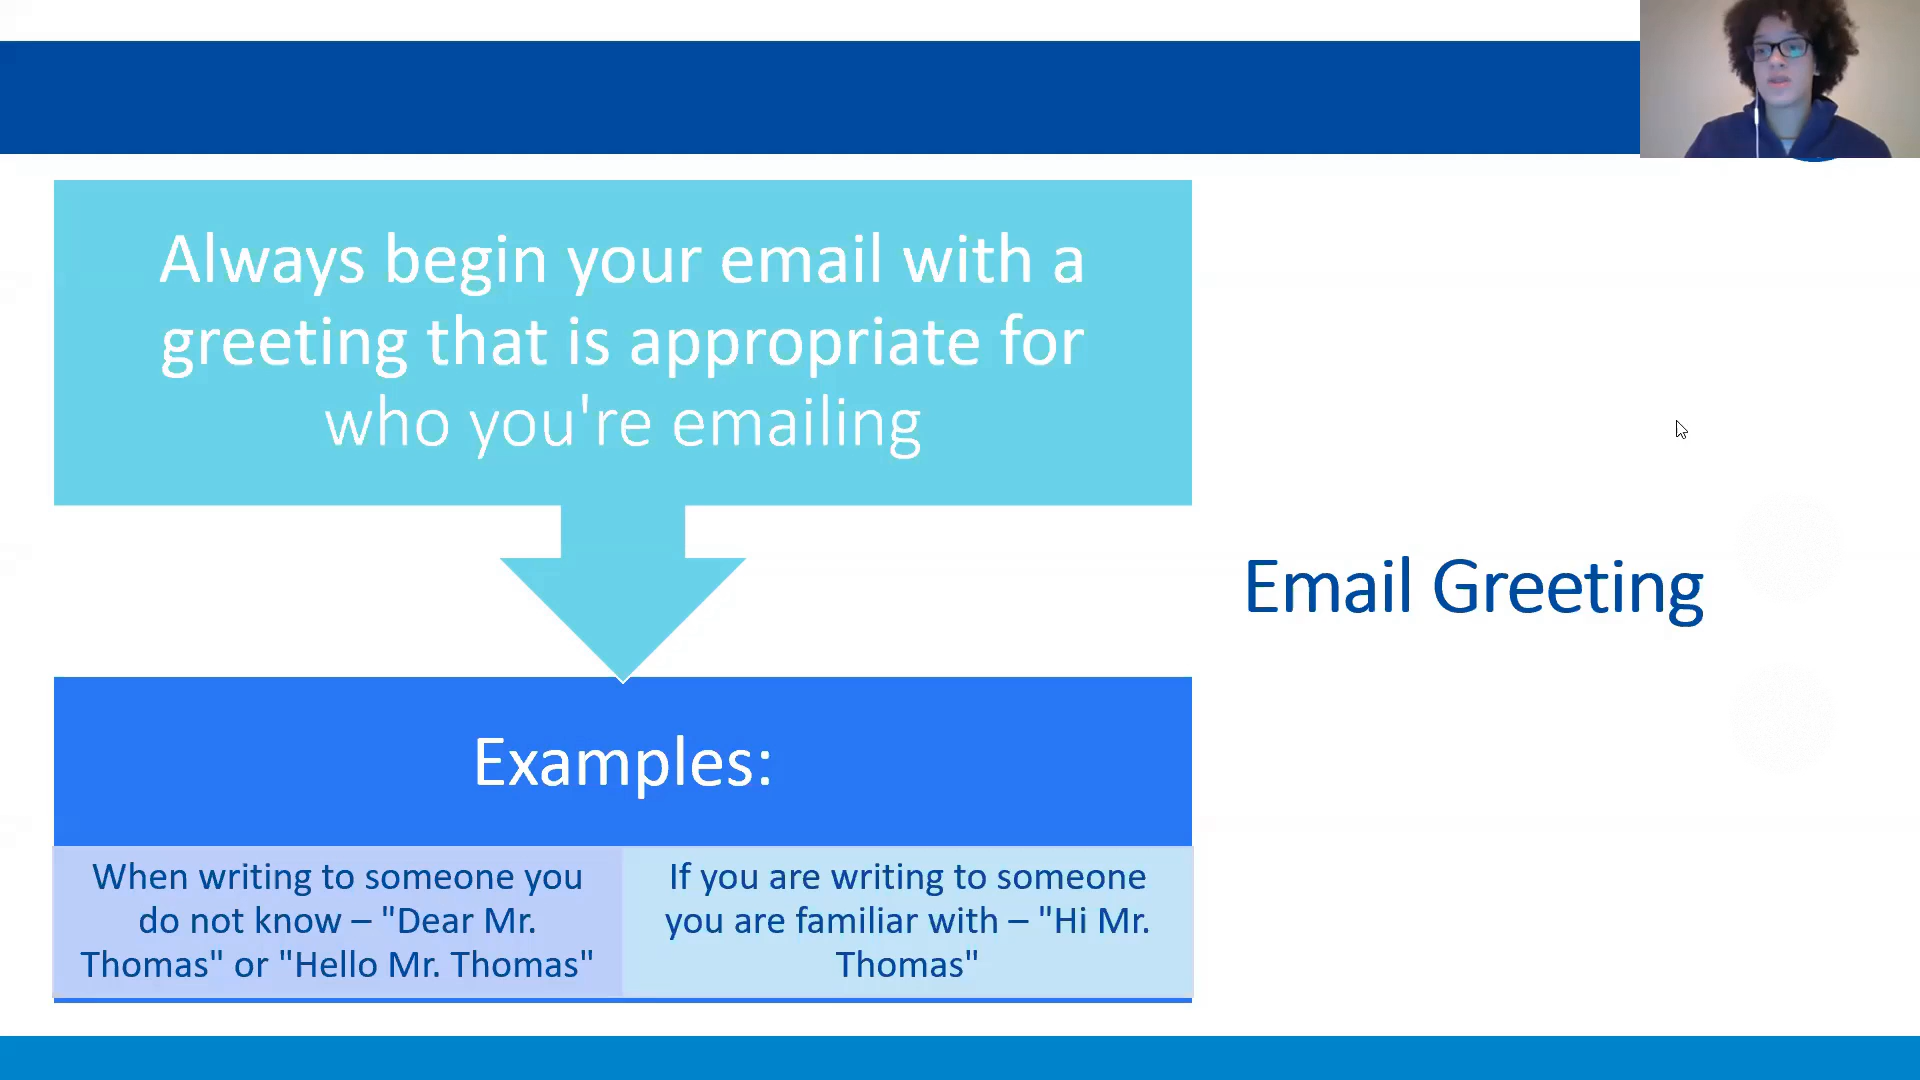 Always begin your email with a
greeting that is appropriate for
who you're emailing
Email Greeting
Examples:
When writing to someone you
do not know – "Dear Mr.
Thomas" or "Hello Mr. Thomas"
If you are writing to someone
you are familiar with – "Hi Mr.
Thomas"